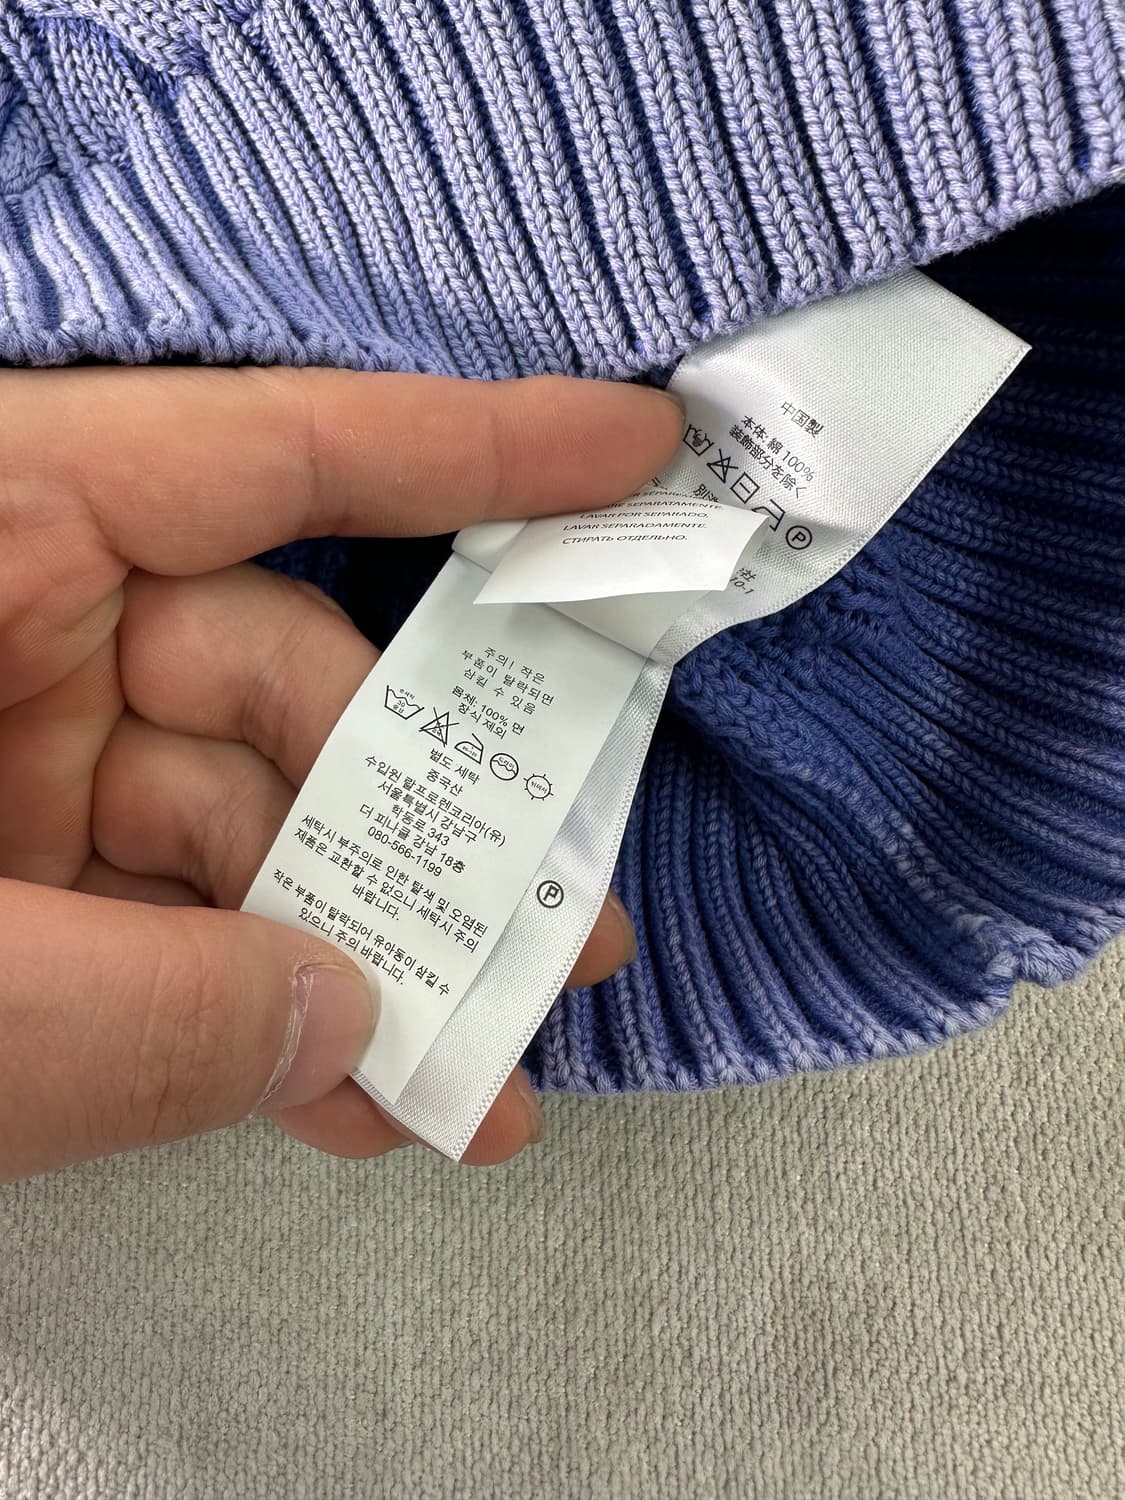 中国製
本体: 綿 100%
装飾部分を除く
P
LAVAR POR SEPARADO.
LAVAR SEPARADAMENTE.
СТИРАТЬ ОТДЕЛЬНО.
주의! 작은
부품이 탈락되면
삼킬 수 있음
몸체: 100% 면
장식 제외
별도 세탁
중국산
수입원 랄프로렌코리아(유)
서울특별시 강남구
학동로 343
더 피나클 강남 18층
080-566-1199
세탁시 부주의로 인한 탈색 및 오염된
제품은 교환할 수 없으니 세탁시 주의
바랍니다.
작은 부품이 탈락되어 유아동이 삼킬 수
있으니 주의 바랍니다.
P